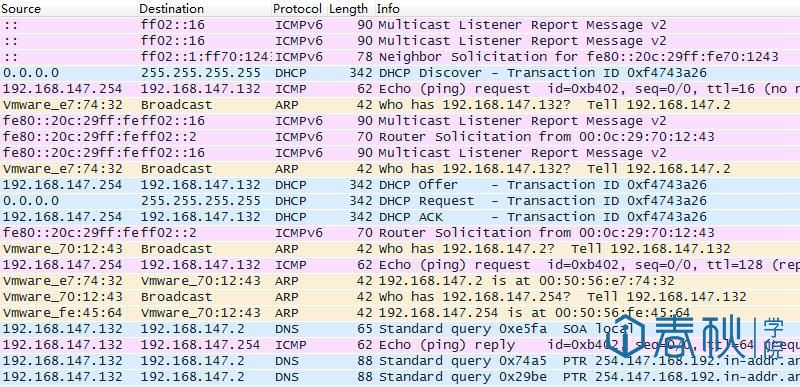 Source Destination Protocol Length Info
:: ff02::16 ICMPv6 90 Multicast Listener Report Message v2
:: ff02::16 ICMPv6 90 Multicast Listener Report Message v2
:: ff02::1:ff70:1243 ICMPv6 78 Neighbor Solicitation for fe80::20c:29ff:fe70:1243
0.0.0.0 255.255.255.255 DHCP 342 DHCP Discover - Transaction ID 0xf4743a26
192.168.147.254 192.168.147.132 ICMP 62 Echo (ping) request id=0xb402, seq=0/0, ttl=16 (no r
Vmware_e7:74:32 Broadcast ARP 42 Who has 192.168.147.132? Tell 192.168.147.2
fe80::20c:29ff:fe ff02::16 ICMPv6 90 Multicast Listener Report Message v2
fe80::20c:29ff:fe ff02::2 ICMPv6 70 Router Solicitation from 00:0c:29:70:12:43
fe80::20c:29ff:fe ff02::16 ICMPv6 90 Multicast Listener Report Message v2
Vmware_e7:74:32 Broadcast ARP 42 Who has 192.168.147.132? Tell 192.168.147.2
192.168.147.254 192.168.147.132 DHCP 342 DHCP Offer - Transaction ID 0xf4743a26
0.0.0.0 255.255.255.255 DHCP 342 DHCP Request - Transaction ID 0xf4743a26
192.168.147.254 192.168.147.132 DHCP 342 DHCP ACK - Transaction ID 0xf4743a26
fe80::20c:29ff:fe ff02::2 ICMPv6 70 Router Solicitation from 00:0c:29:70:12:43
Vmware_70:12:43 Broadcast ARP 42 Who has 192.168.147.2? Tell 192.168.147.132
192.168.147.254 192.168.147.132 ICMP 62 Echo (ping) request id=0xb402, seq=0/0, ttl=128 (rep
Vmware_e7:74:32 Vmware_70:12:43 ARP 42 192.168.147.2 is at 00:50:56:e7:74:32
Vmware_70:12:43 Broadcast ARP 42 Who has 192.168.147.254? Tell 192.168.147.132
Vmware_fe:45:64 Vmware_70:12:43 ARP 42 192.168.147.254 is at 00:50:56:fe:45:64
192.168.147.132 192.168.147.2 DNS 65 Standard query 0xe5fa SOA local
192.168.147.132 192.168.147.254 ICMP 62 Echo (ping) reply id=0xb402, seq=0/0, ttl=64
192.168.147.132 192.168.147.2 DNS 88 Standard query 0x74a5 PTR 254.147.168.192.in-addr.ar
192.168.147.132 192.168.147.2 DNS 88 Standard query 0x29be PTR 254.147.168.192.in-addr.ar
春秋学院